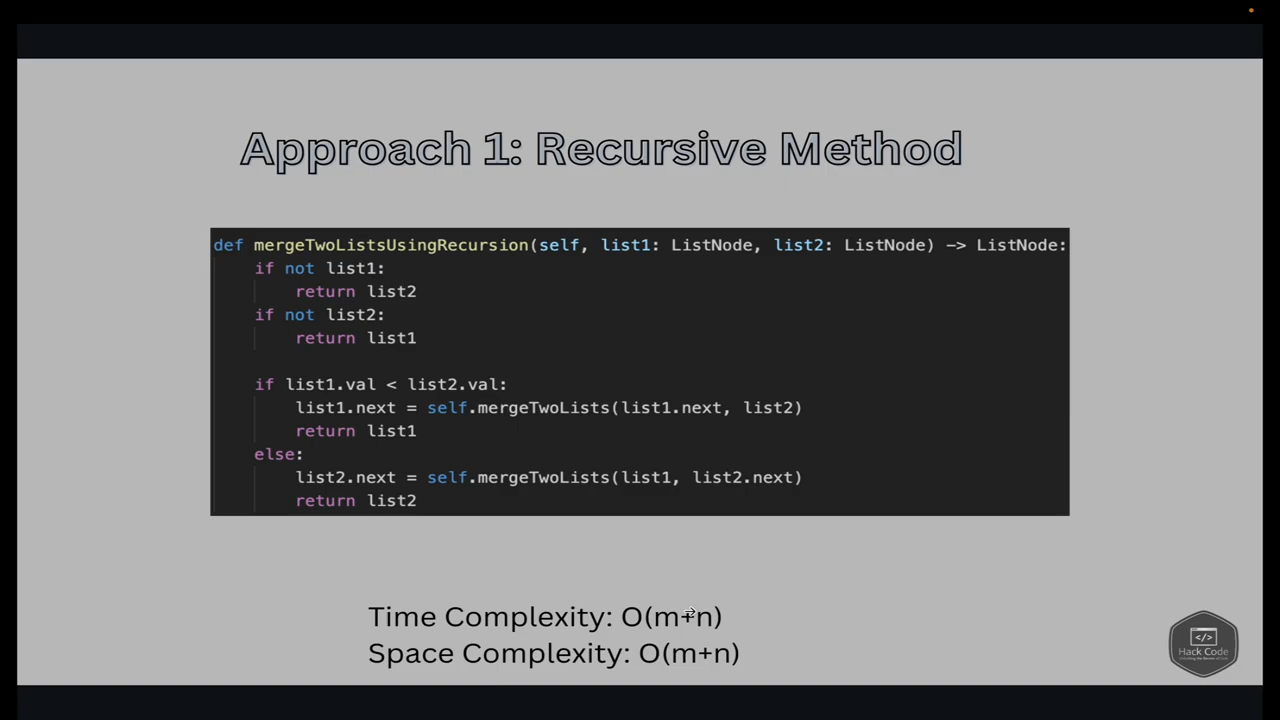 Approach 1: Recursive Method
def mergeTwoListsUsingRecursion(self, list1: ListNode, list2: ListNode) -> ListNode:
    if not list1:
        return list2
    if not list2:
        return list1
    if list1.val < list2.val:
        list1.next = self.mergeTwoLists(list1.next, list2)
        return list1
    else:
        list2.next = self.mergeTwoLists(list1, list2.next)
        return list2
Time Complexity: O(m+n)
Space Complexity: O(m+n)
</>
Hack Code